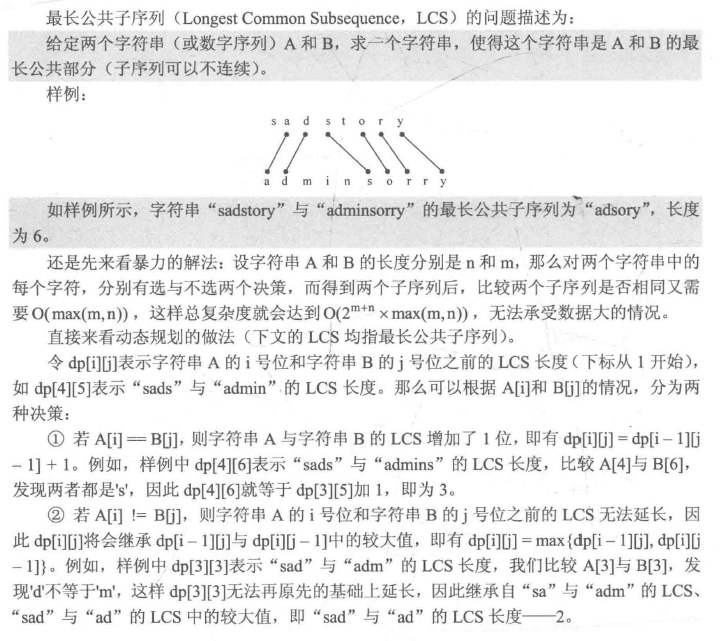 最长公共子序列（Longest Common Subsequence，LCS）的问题描述为：
给定两个字符串（或数字序列）A 和 B，求一个字符串，使得这个字符串是 A 和 B 的最
长公共部分（子序列可以不连续）。
样例：
s a d s t o r y
a d m i n s o r r y
如样例所示，字符串“sadstory”与“adminsorry”的最长公共子序列为“adsory”，长度
为 6。
还是先来看暴力的解法：设字符串 A 和 B 的长度分别是 n 和 m，那么对两个字符串中的
每个字符，分别有选与不选两个决策，而得到两个子序列后，比较两个子序列是否相同又需
要 O(max(m,n))，这样总复杂度就会达到 O(2^{m+n} × max(m,n))，无法承受数据大的情况。
直接来看动态规划的做法（下文的 LCS 均指最长公共子序列）。
令 dp[i][j]表示字符串 A 的 i 号位和字符串 B 的 j 号位之前的 LCS 长度（下标从 1 开始），
如 dp[4][5]表示“sads”与“admin”的 LCS 长度。那么可以根据 A[i]和 B[j]的情况，分为两
种决策：
① 若 A[i] == B[j]，则字符串 A 与字符串 B 的 LCS 增加了 1 位，即有 dp[i][j] = dp[i − 1][j
− 1] + 1。例如，样例中 dp[4][6]表示“sads”与“admins”的 LCS 长度，比较 A[4]与 B[6]，
发现两者都是's'，因此 dp[4][6]就等于 dp[3][5]加 1，即为 3。
② 若 A[i] != B[j]，则字符串 A 的 i 号位和字符串 B 的 j 号位之前的 LCS 无法延长，因
此 dp[i][j]将会继承 dp[i − 1][j]与 dp[i][j − 1]中的较大值，即有 dp[i][j] = max{dp[i − 1][j], dp[i][j
− 1]}。例如，样例中 dp[3][3]表示“sad”与“adm”的 LCS 长度，我们比较 A[3]与 B[3]，发
现'd'不等于'm'，这样 dp[3][3]无法再原先的基础上延长，因此继承自“sa”与“adm”的 LCS、
“sad”与“ad”的 LCS 中的较大值，即“sad”与“ad”的 LCS 长度——2。